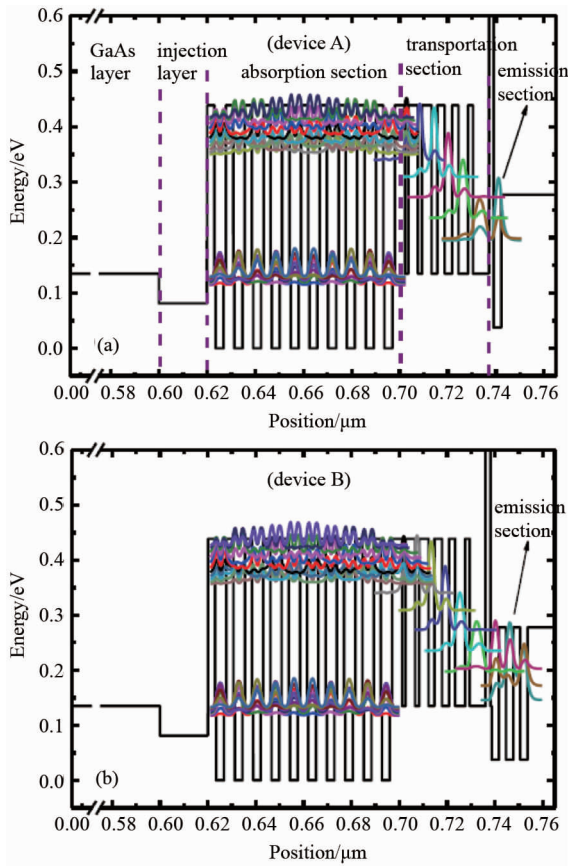 0.6
(device A)
transportation
GaAs
injection
section
layer
layer
absorption section
emission
section
0.5
0.4
0.3
0.2
0.1
0.0
Energy/eV
(a)
0.00 0.58 0.60 0.62 0.64 0.66 0.68 0.70 0.72 0.74 0.76
Position/μm
0.6
(device B)
emission
section
0.5
0.4
0.3
0.2
0.1
0.0
Energy/eV
(b)
0.00 0.58 0.60 0.62 0.64 0.66 0.68 0.70 0.72 0.74 0.76
Position/μm